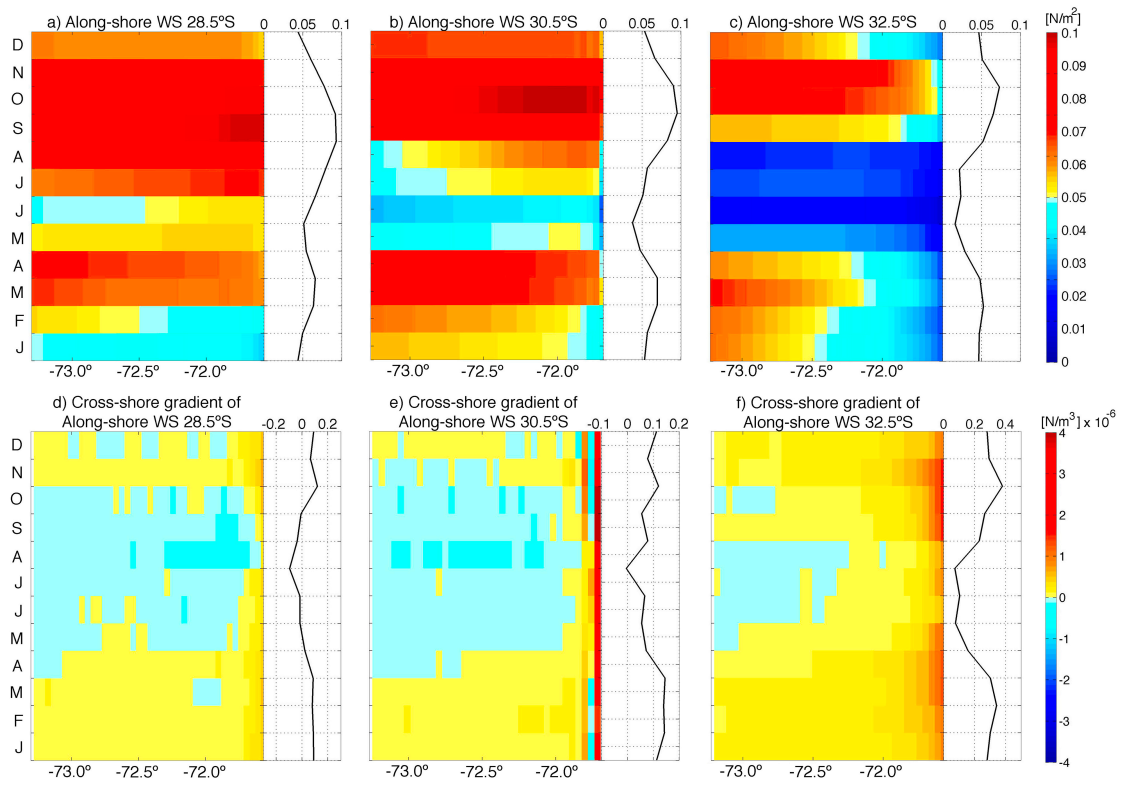 a) Along-shore WS 28.5ºS 0 0.05 0.1
b) Along-shore WS 30.5ºS 0 0.05 0.1
c) Along-shore WS 32.5ºS 0 0.05 0.1
[N/m²]
D
N
O
S
A
J
J
M
A
M
F
J
-73.0º -72.5º -72.0º
-73.0º -72.5º -72.0º
-73.0º -72.5º -72.0º
0.1
0.09
0.08
0.07
0.06
0.05
0.04
0.03
0.02
0.01
0
d) Cross-shore gradient of
Along-shore WS 28.5ºS -0.2 0 0.2
e) Cross-shore gradient of
Along-shore WS 30.5ºS -0.1 0 0.1 0.2
f) Cross-shore gradient of
Along-shore WS 32.5ºS 0 0.2 0.4
[N/m³] x 10⁻⁶
D
N
O
S
A
J
J
M
A
M
F
J
-73.0º -72.5º -72.0º
-73.0º -72.5º -72.0º
-73.0º -72.5º -72.0º
4
3
2
1
0
-1
-2
-3
-4